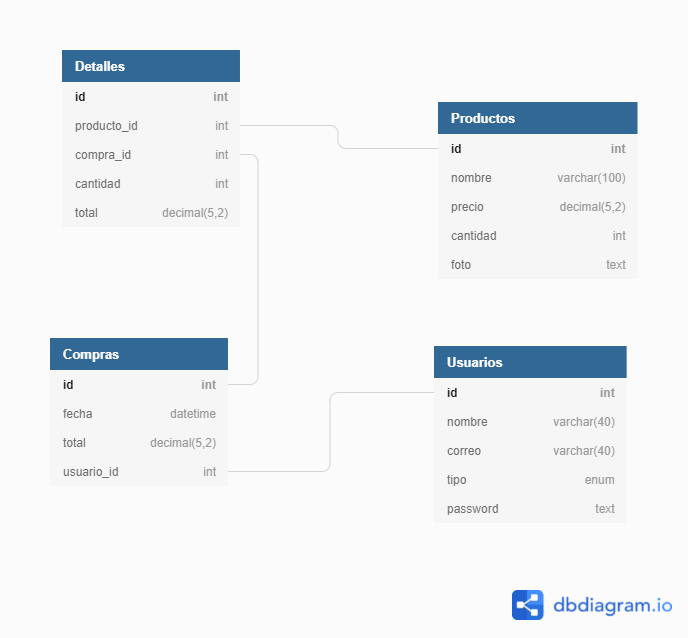 Detalles
id int
producto_id int
compra_id int
cantidad int
total decimal(5,2)
Productos
id int
nombre varchar(100)
precio decimal(5,2)
cantidad int
foto text
Compras
id int
fecha datetime
total decimal(5,2)
usuario_id int
Usuarios
id int
nombre varchar(40)
correo varchar(40)
tipo enum
password text
dbdiagram.io